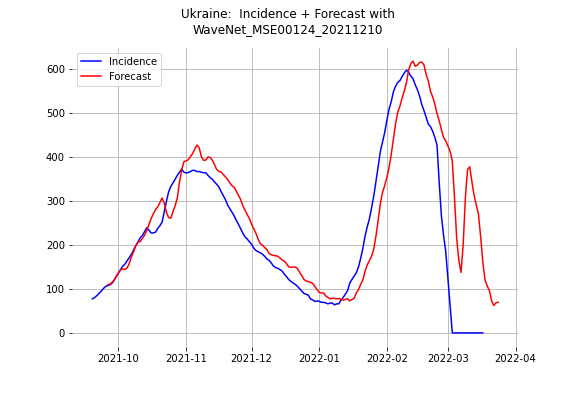 Ukraine: Incidence + Forecast with
WaveNet_MSE00124_20211210
Incidence
Forecast
600
500
400
300
200
100
0
2021-10 2021-11 2021-12 2022-01 2022-02 2022-03 2022-04